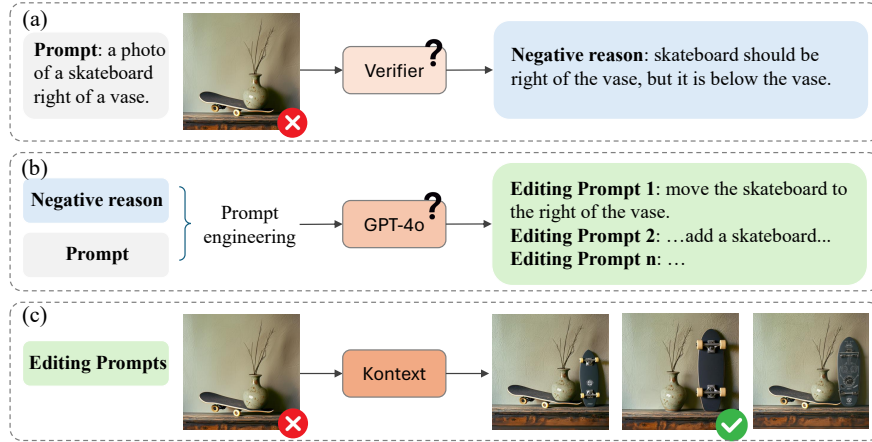 (a)
Prompt: a photo
of a skateboard
right of a vase.
Verifier
?
Negative reason: skateboard should be
right of the vase, but it is below the vase.
(b)
Negative reason
Prompt
Prompt
engineering
GPT-4o
?
Editing Prompt 1: move the skateboard to
the right of the vase.
Editing Prompt 2: …add a skateboard...
Editing Prompt n: …
(c)
Editing Prompts
Kontext